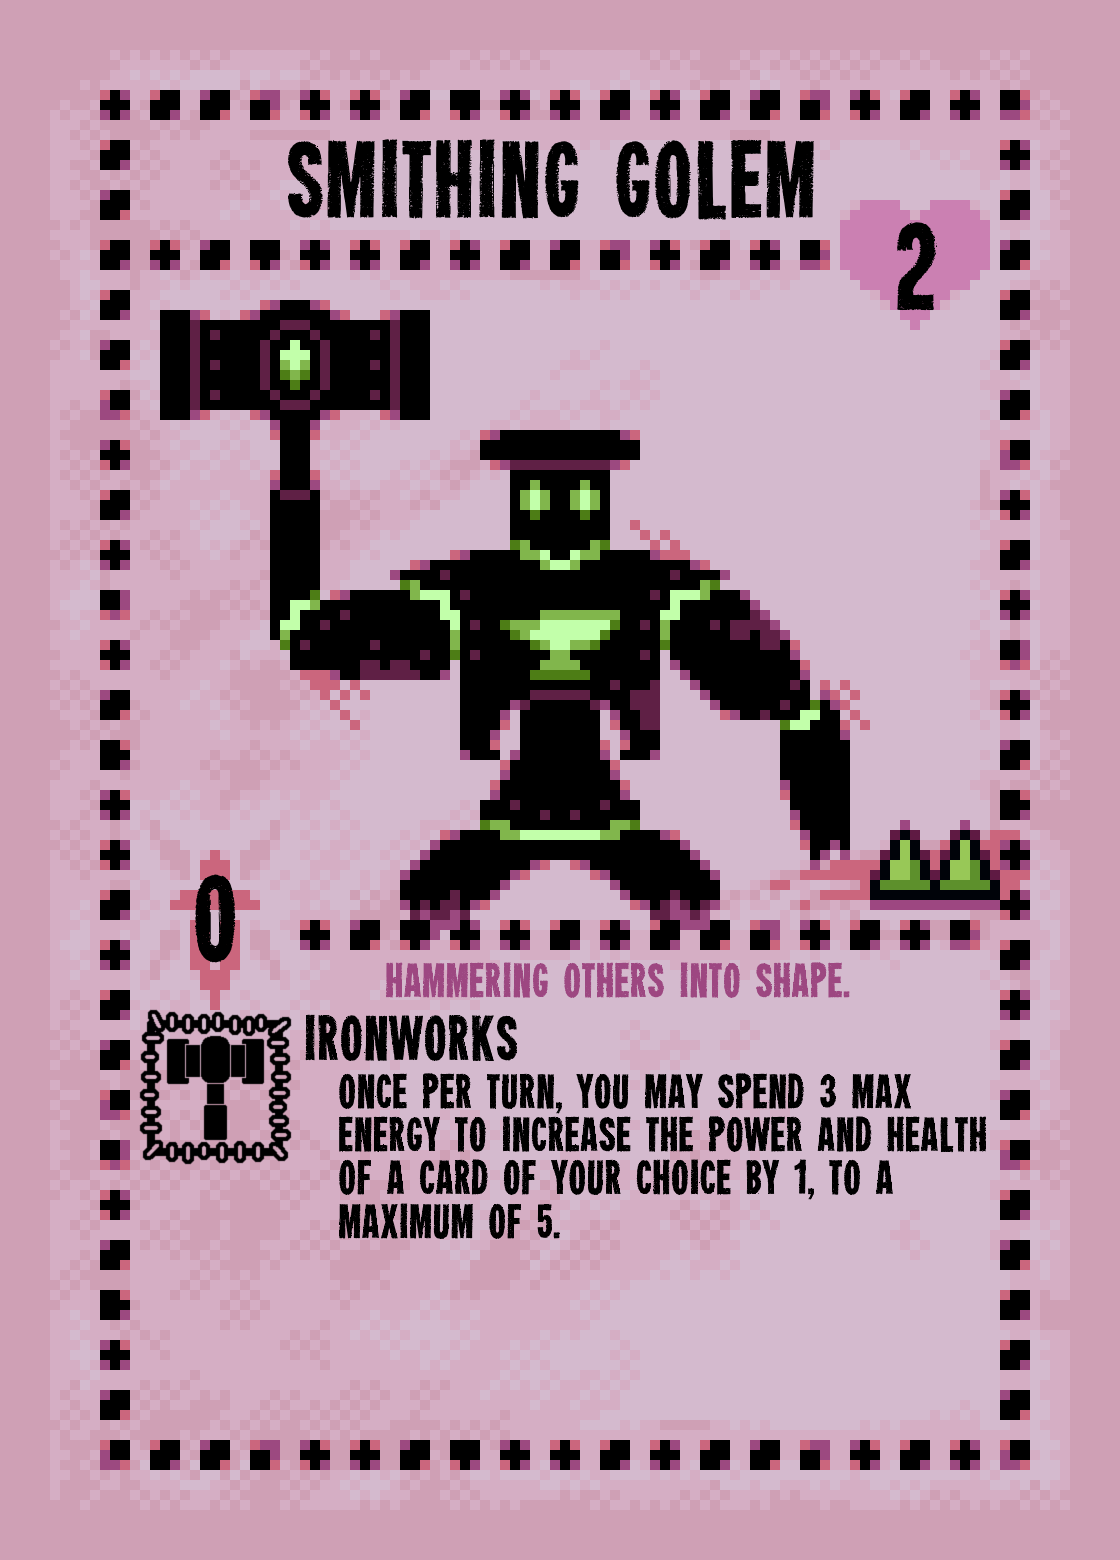 SMITHING GOLEM
2
0
HAMMERING OTHERS INTO SHAPE.
IRONWORKS
ONCE PER TURN, YOU MAY SPEND 3 MAX
ENERGY TO INCREASE THE POWER AND HEALTH
OF A CARD OF YOUR CHOICE BY 1, TO A
MAXIMUM OF 5.